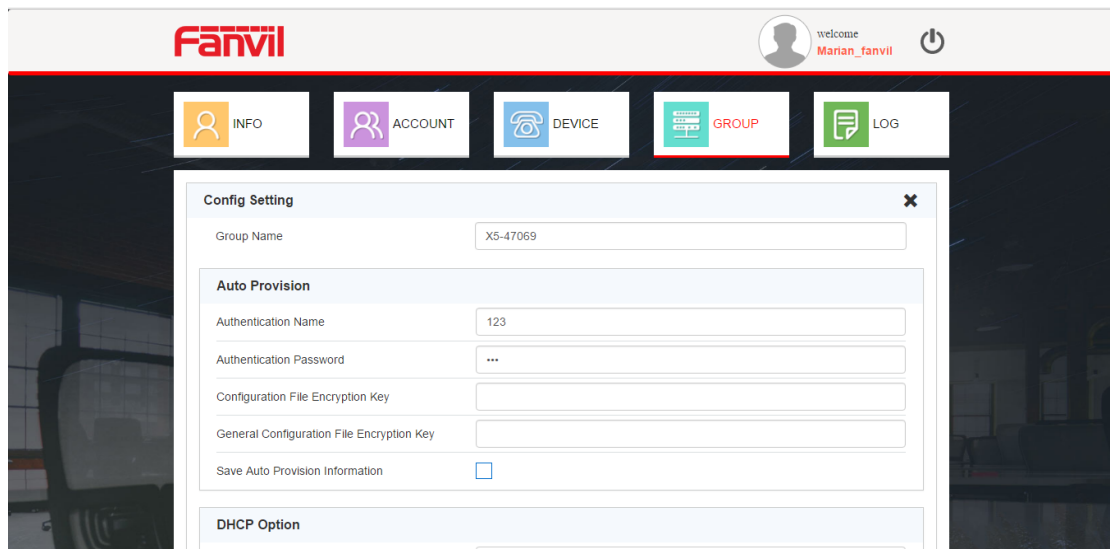 Fanvil
welcome
Marian_fanvil
INFO
ACCOUNT
DEVICE
GROUP
LOG
Config Setting
Group Name X5-47069
Auto Provision
Authentication Name 123
Authentication Password •••
Configuration File Encryption Key
General Configuration File Encryption Key
Save Auto Provision Information
DHCP Option